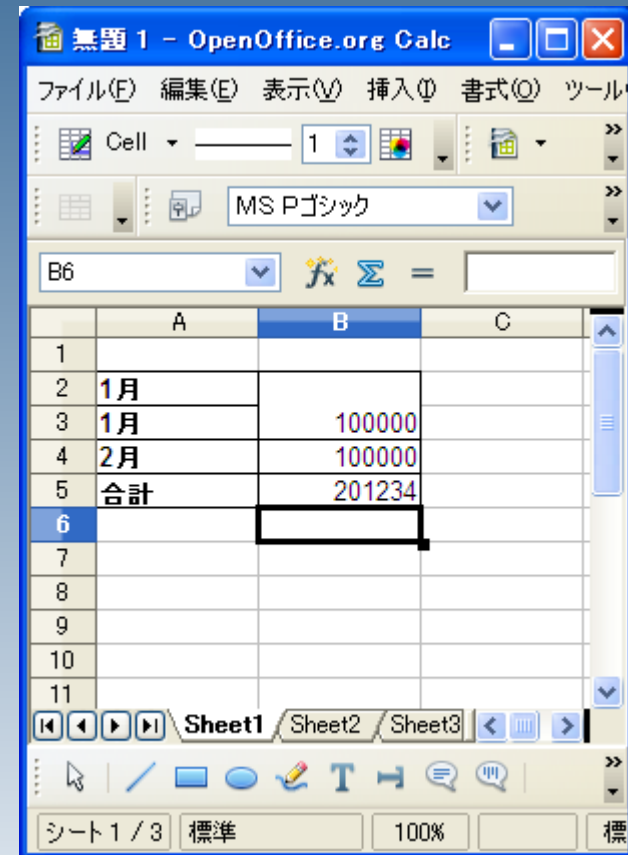 無題 1 - OpenOffice.org Calc
ファイル(F) 編集(E) 表示(V) 挿入(I) 書式(O) ツール
Cell 1
MS Pゴシック
B6 =
A B C
1
2 1月
3 1月 100000
4 2月 100000
5 合計 201234
6
7
8
9
10
11
Sheet1 Sheet2 Sheet3
T
シート 1 / 3 標準 100% 標